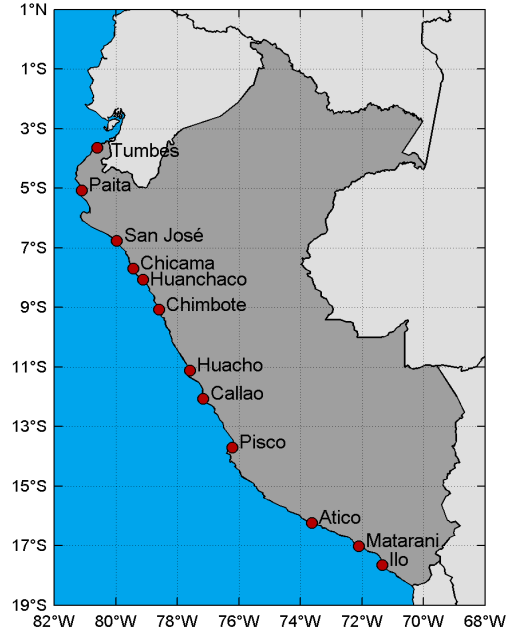 1°N
1°S
3°S
5°S
7°S
9°S
11°S
13°S
15°S
17°S
19°S
Tumbes
Paita
San José
Chicama
Huanchaco
Chimbote
Huacho
Callao
Pisco
Atico
Matarani
Ilo
82°W 80°W 78°W 76°W 74°W 72°W 70°W 68°W